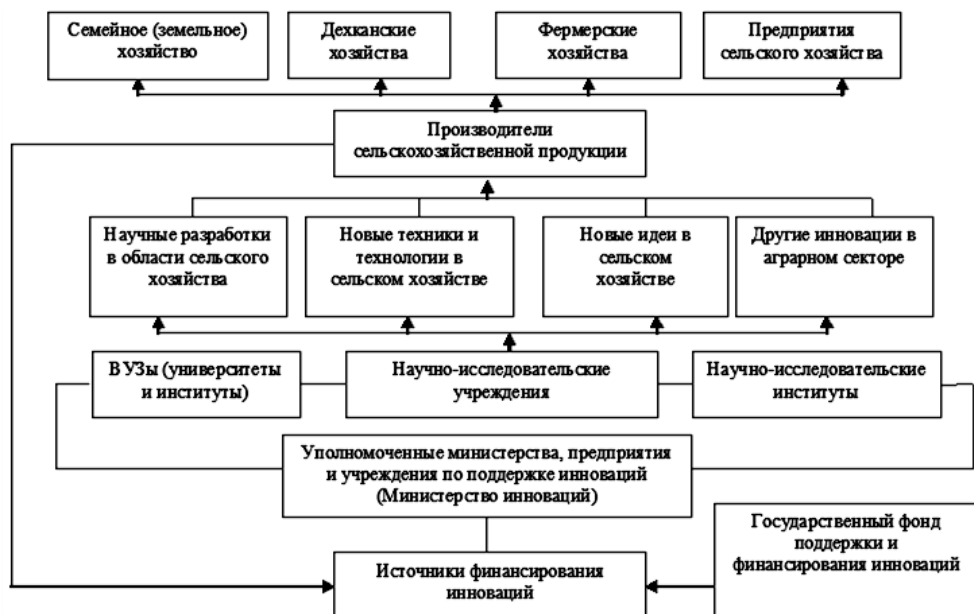 Семейное (земельное)
хозяйство
Дехканские
хозяйства
Фермерские
хозяйства
Предприятия
сельского хозяйства
Производители
сельскохозяйственной продукции
Научные разработки
в области сельского
хозяйства
Новые техники и
технологии в
сельском хозяйстве
Новые идеи в
сельском
хозяйстве
Другие инновации в
аграрном секторе
ВУЗы (университеты
и институты)
Научно-исследовательские
учреждения
Научно-исследовательские
институты
Уполномоченные министерства, предприятия
и учреждения по поддержке инноваций
(Министерство инноваций)
Государственный фонд
поддержки и
финансирования инноваций
Источники финансирования
инноваций